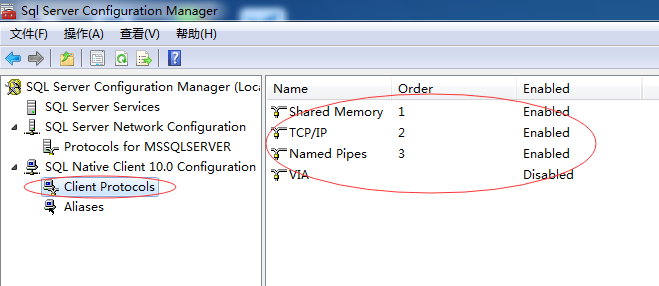 Sql Server Configuration Manager
文件(F) 操作(A) 查看(V) 帮助(H)
SQL Server Configuration Manager (Loca
SQL Server Services
SQL Server Network Configuration
Protocols for MSSQLSERVER
SQL Native Client 10.0 Configuration
Client Protocols
Aliases
Name Order Enabled
Shared Memory 1 Enabled
TCP/IP 2 Enabled
Named Pipes 3 Enabled
VIA Disabled